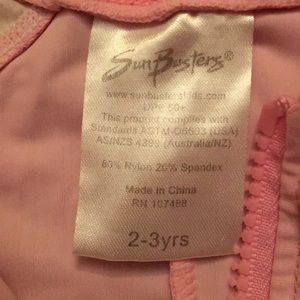 SunBusters®
www.sunbusterskids.com
UPF 50+
This product complies with
Standards ASTM-D6603 (USA)
AS/NZS 4399 (Australia/NZ)
80% Nylon 20% Spandex
Made in China
RN 107488
2-3yrs